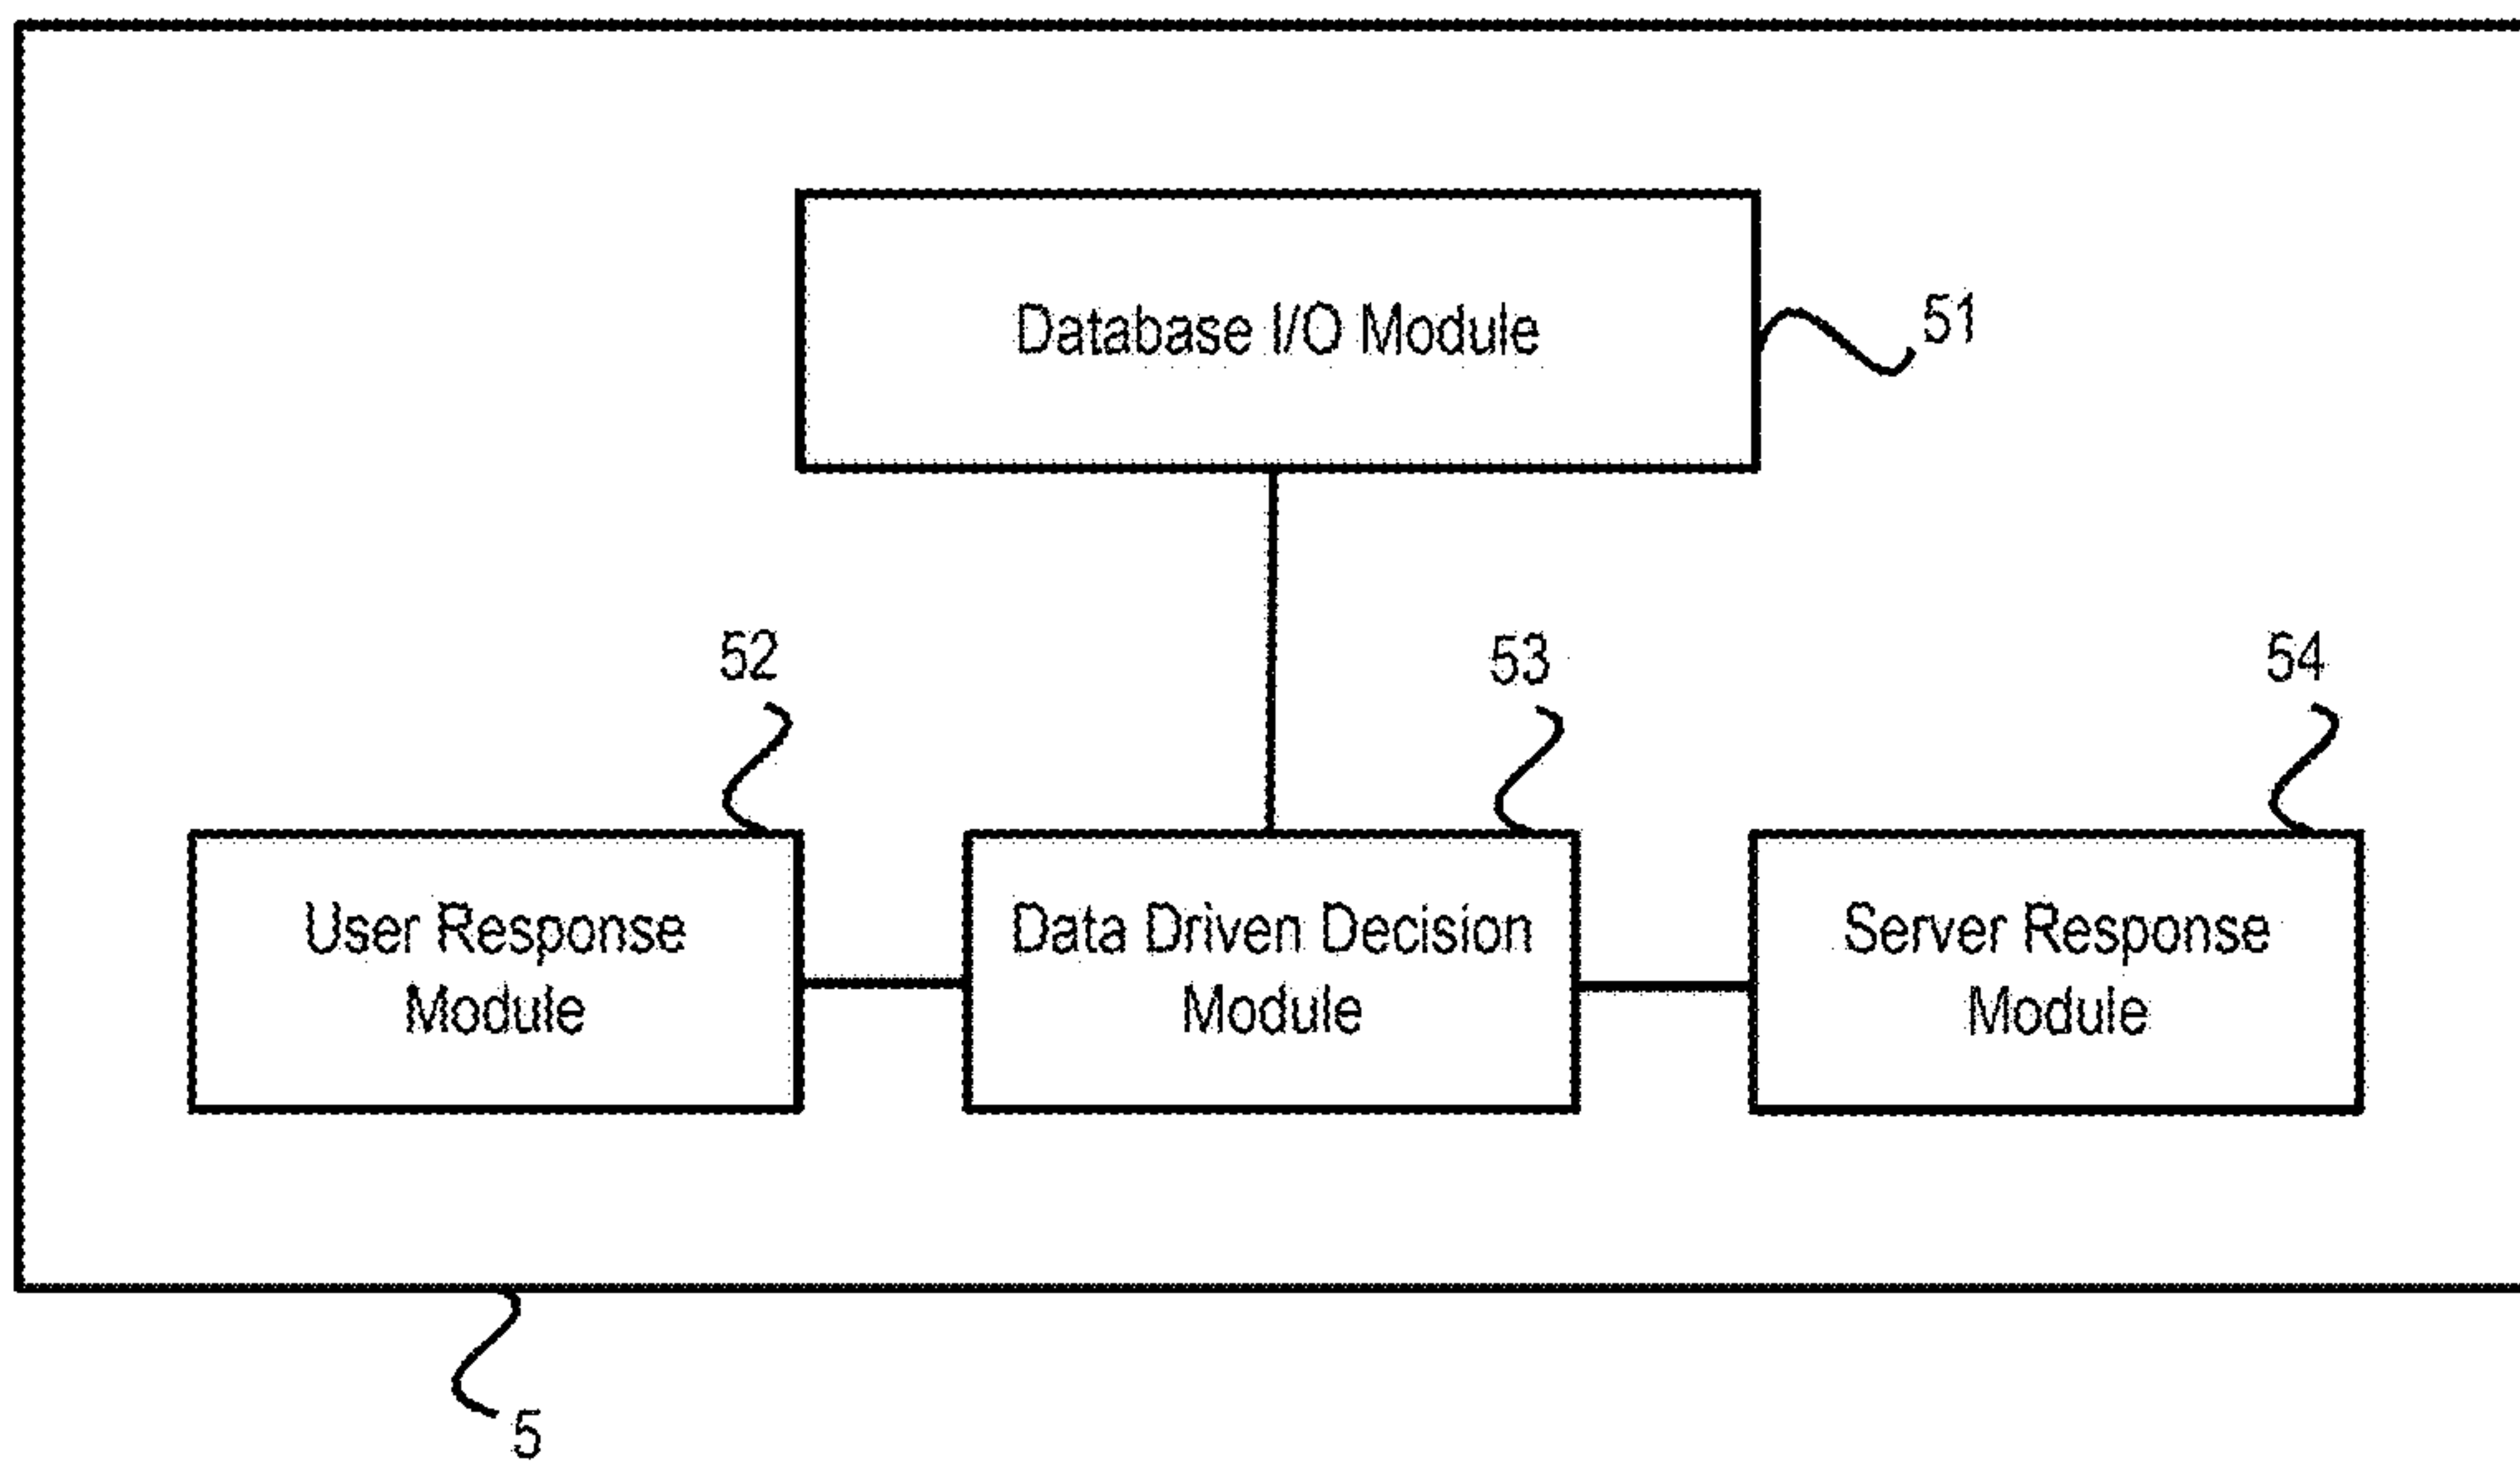 Database I/O Module
51
52
53
54
User Response
Module
Data Driven Decision
Module
Server Response
Module
5